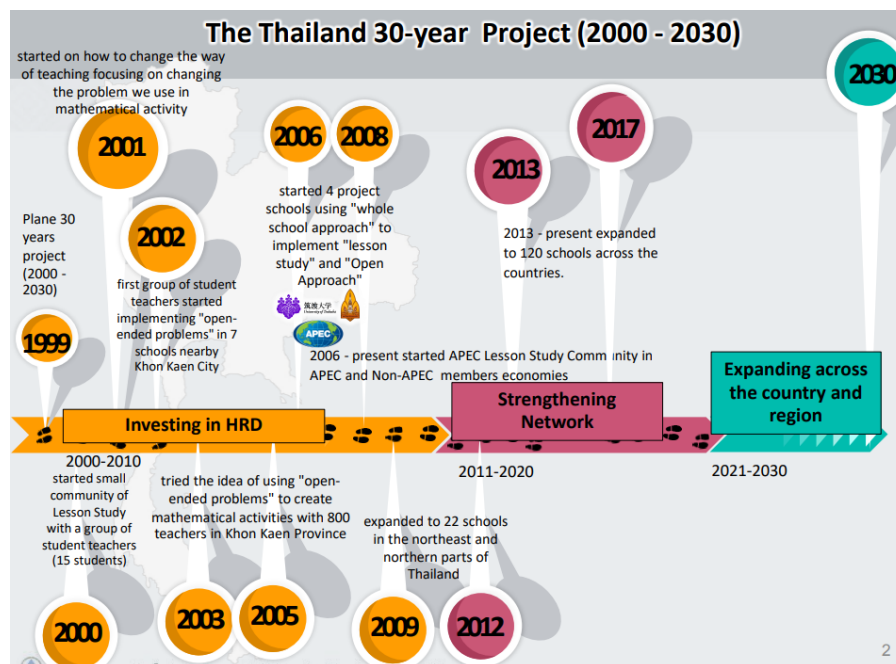 The Thailand 30-year Project (2000 - 2030)
started on how to change the way
of teaching focusing on changing
the problem we use in
mathematical activity
2001
2006
2008
2013
2017
2030
Plane 30
years
project
(2000 -
2030)
2002
started 4 project
schools using "whole
school approach" to
implement "lesson
study" and "Open
Approach"
2013 - present expanded
to 120 schools across the
countries.
first group of student
teachers started
implementing "open-
ended problems" in 7
schools nearby
Khon Kaen City
1999
筑波大学
University of Tsukuba
APEC
2006 - present started APEC Lesson Study Community in
APEC and Non-APEC members economies
Investing in HRD
Strengthening
Network
Expanding across
the country and
region
2000-2010
2011-2020
2021-2030
started small
community of
Lesson Study
with a group of
student teachers
(15 students)
tried the idea of using "open-
ended problems" to create
mathematical activities with 800
teachers in Khon Kaen Province
expanded to 22 schools
in the northeast and
northern parts of
Thailand
2000
2003
2005
2009
2012
2